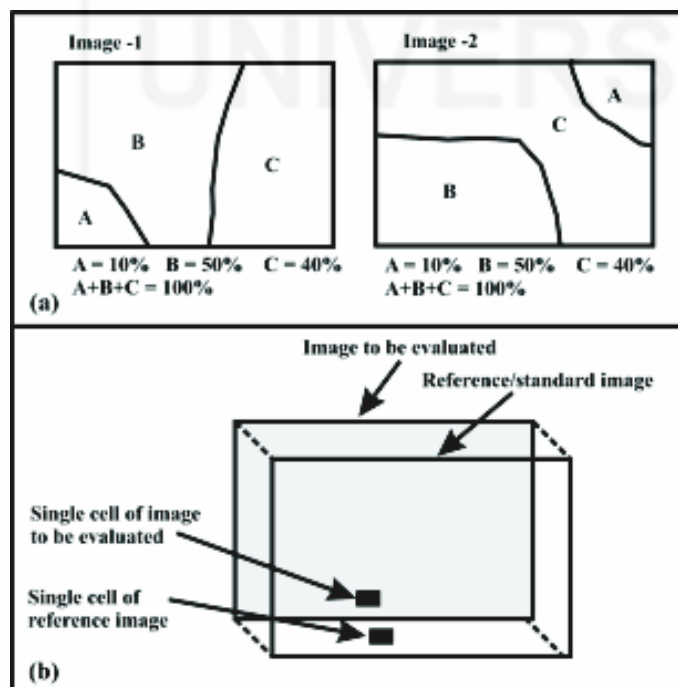 UNIVERS
Image -1
Image -2
B
C
A
A
C
B
A = 10% B = 50% C = 40%
A+B+C = 100%
A = 10% B = 50% C = 40%
A+B+C = 100%
(a)
Image to be evaluated
Reference/standard image
Single cell of image
to be evaluated
Single cell of
reference image
(b)